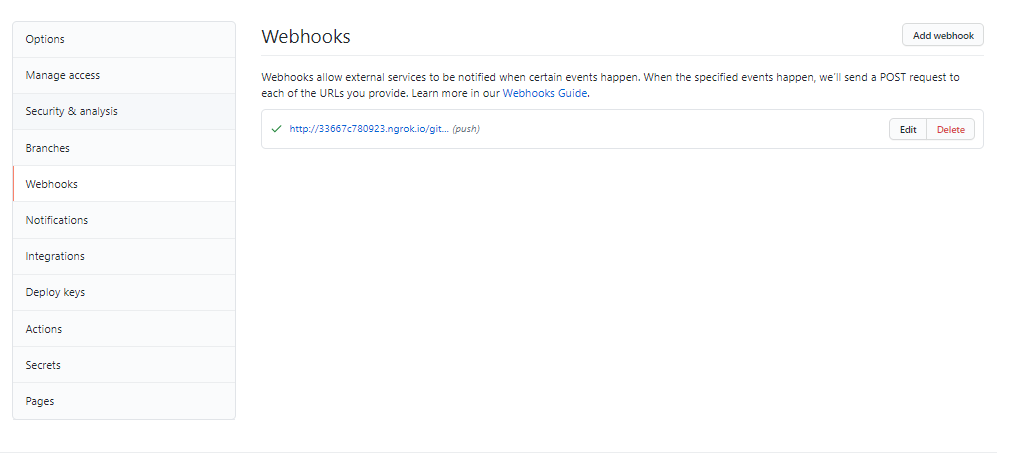 Options
Manage access
Security & analysis
Branches
Webhooks
Notifications
Integrations
Deploy keys
Actions
Secrets
Pages
Webhooks
Add webhook
Webhooks allow external services to be notified when certain events happen. When the specified events happen, we'll send a POST request to
each of the URLs you provide. Learn more in our Webhooks Guide.
http://33667c780923.ngrok.io/git... (push)
Edit
Delete